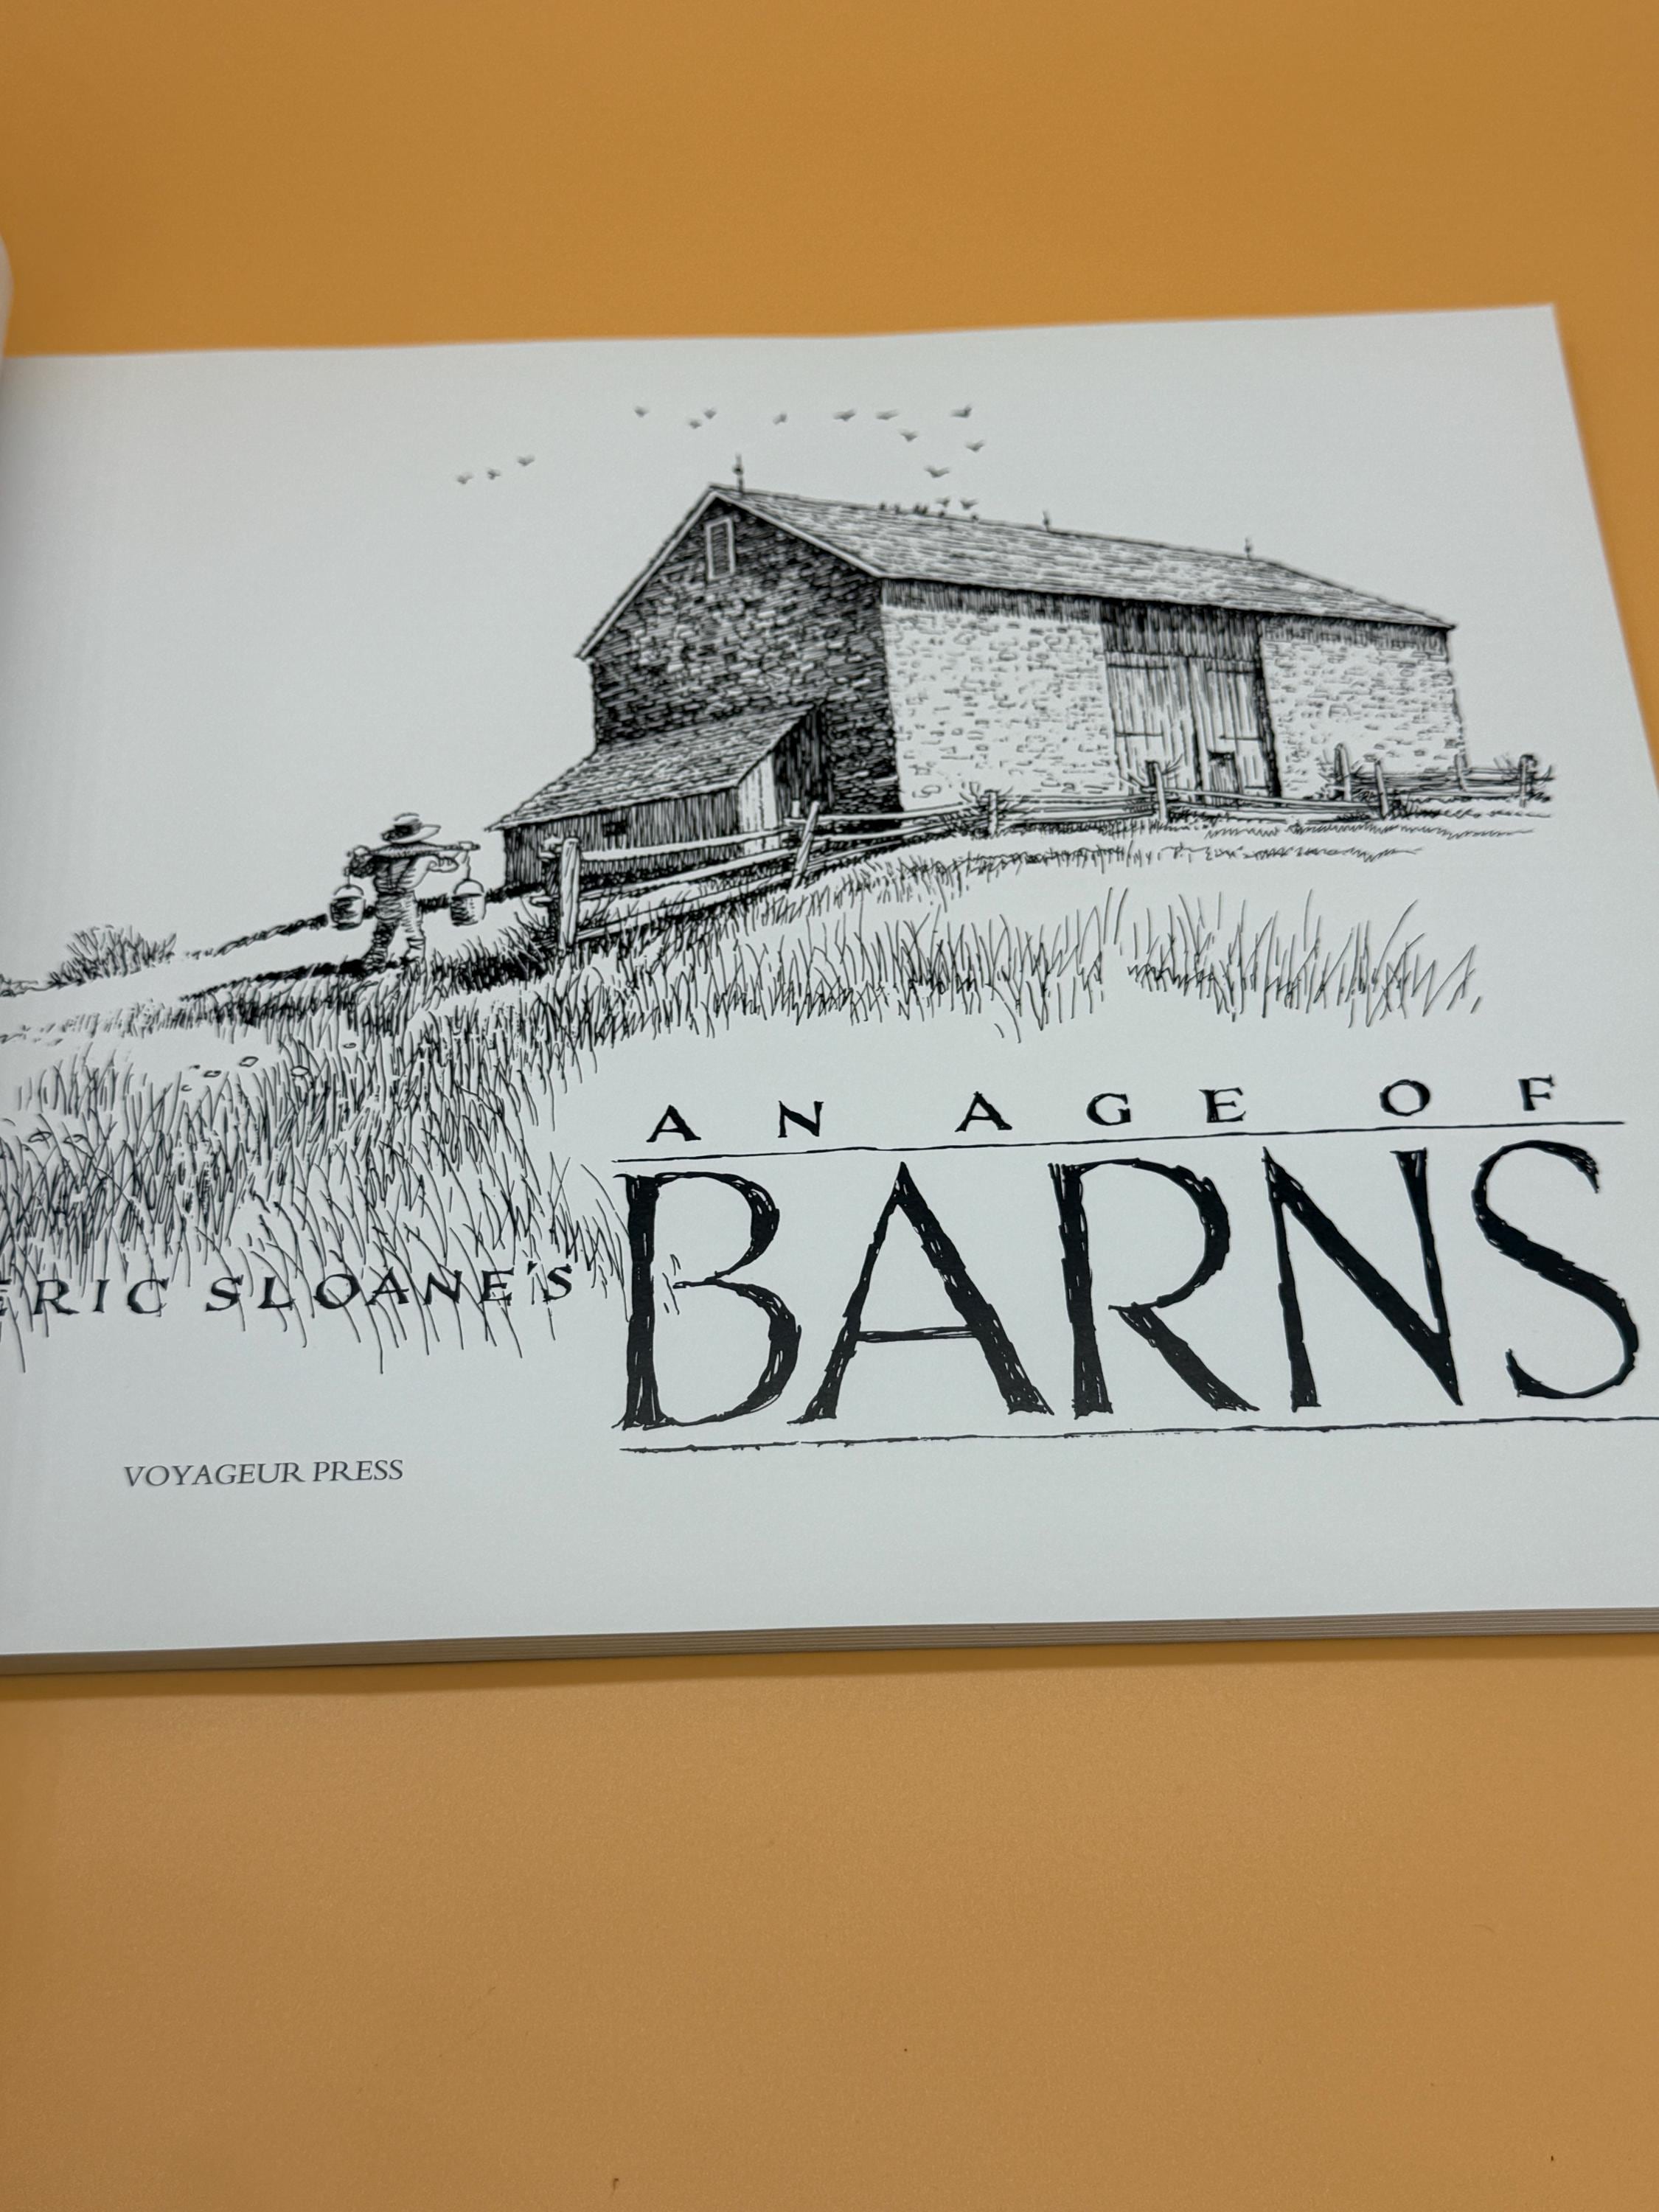 AN AGE OF
BARNS
ERIC SLOANE'S
VOYAGEUR PRESS